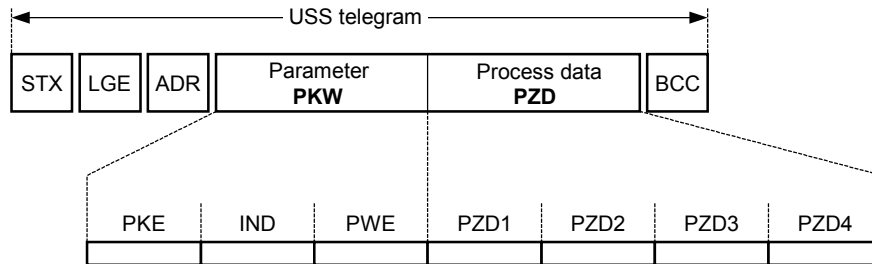 USS telegram
STX LGE ADR Parameter PKW Process data PZD BCC
PKE IND PWE PZD1 PZD2 PZD3 PZD4